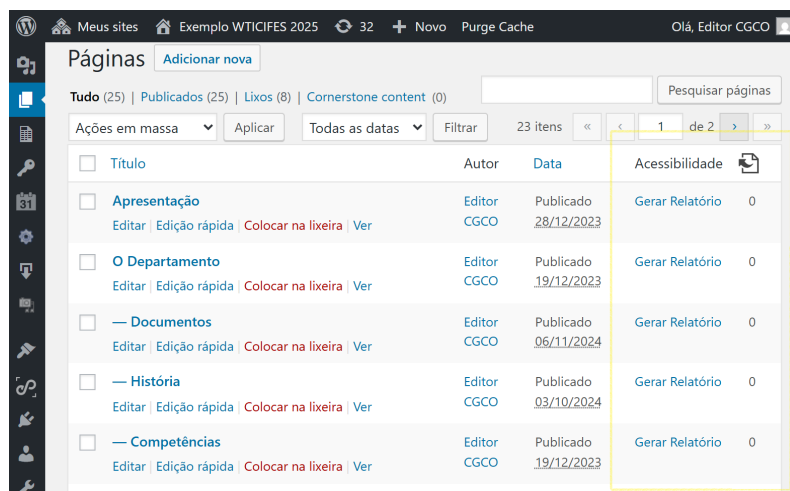 Meus sites Exemplo WTICIFES 2025 32 Novo Purge Cache Olá, Editor CGCO
Páginas Adicionar nova
Tudo (25) | Publicados (25) | Lixos (8) | Cornerstone content (0) Pesquisar páginas
Ações em massa Aplicar Todas as datas Filtrar 23 itens « ‹ 1 de 2 › »
Título Autor Data Acessibilidade
Apresentação Editor CGCO Publicado 28/12/2023 Gerar Relatório 0
Editar | Edição rápida | Colocar na lixeira | Ver
O Departamento Editor CGCO Publicado 19/12/2023 Gerar Relatório 0
Editar | Edição rápida | Colocar na lixeira | Ver
— Documentos Editor CGCO Publicado 06/11/2024 Gerar Relatório 0
Editar | Edição rápida | Colocar na lixeira | Ver
— História Editor CGCO Publicado 03/10/2024 Gerar Relatório 0
Editar | Edição rápida | Colocar na lixeira | Ver
— Competências Editor CGCO Publicado 19/12/2023 Gerar Relatório 0
Editar | Edição rápida | Colocar na lixeira | Ver